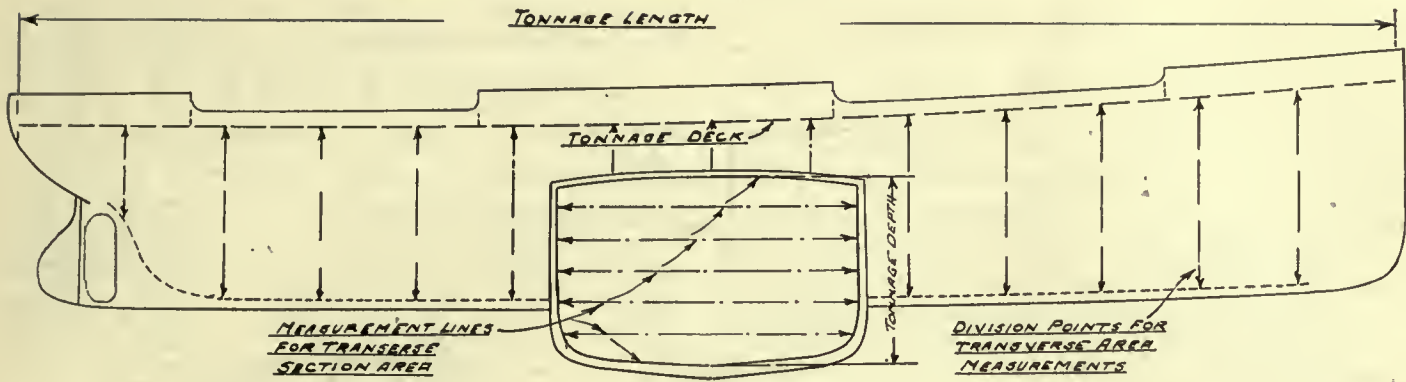 TONNAGE LENGTH
TONNAGE DECK
TONNAGE DEPTH
MEASUREMENT LINES
FOR TRANSERSE
SECTION AREA
DIVISION POINTS FOR
TRANSVERSE AREA
MEASUREMENTS